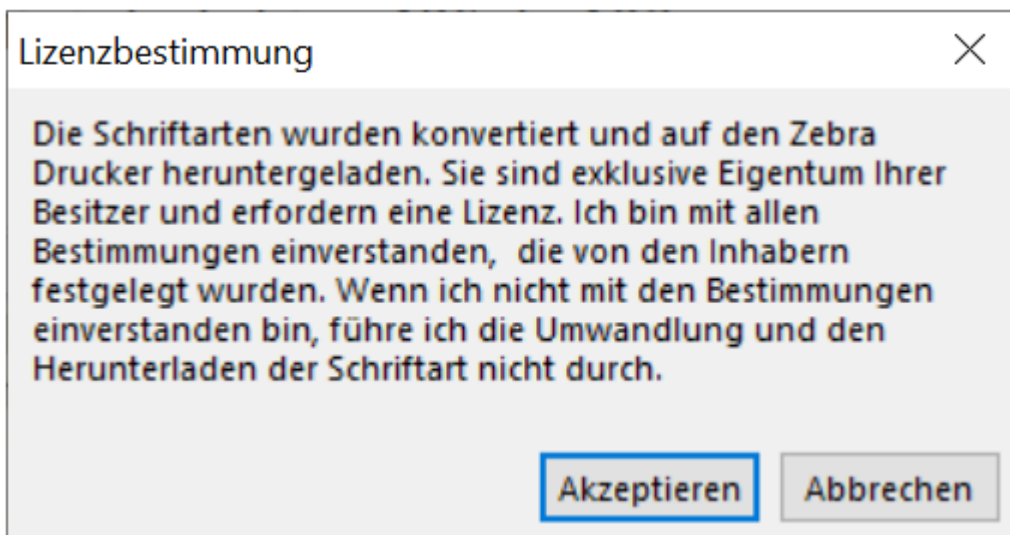 Lizenzbestimmung
Die Schriftarten wurden konvertiert und auf den Zebra
Drucker heruntergeladen. Sie sind exklusive Eigentum Ihrer
Besitzer und erfordern eine Lizenz. Ich bin mit allen
Bestimmungen einverstanden,  die von den Inhabern
festgelegt wurden. Wenn ich nicht mit den Bestimmungen
einverstanden bin, führe ich die Umwandlung und den
Herunterladen der Schriftart nicht durch.
Akzeptieren Abbrechen